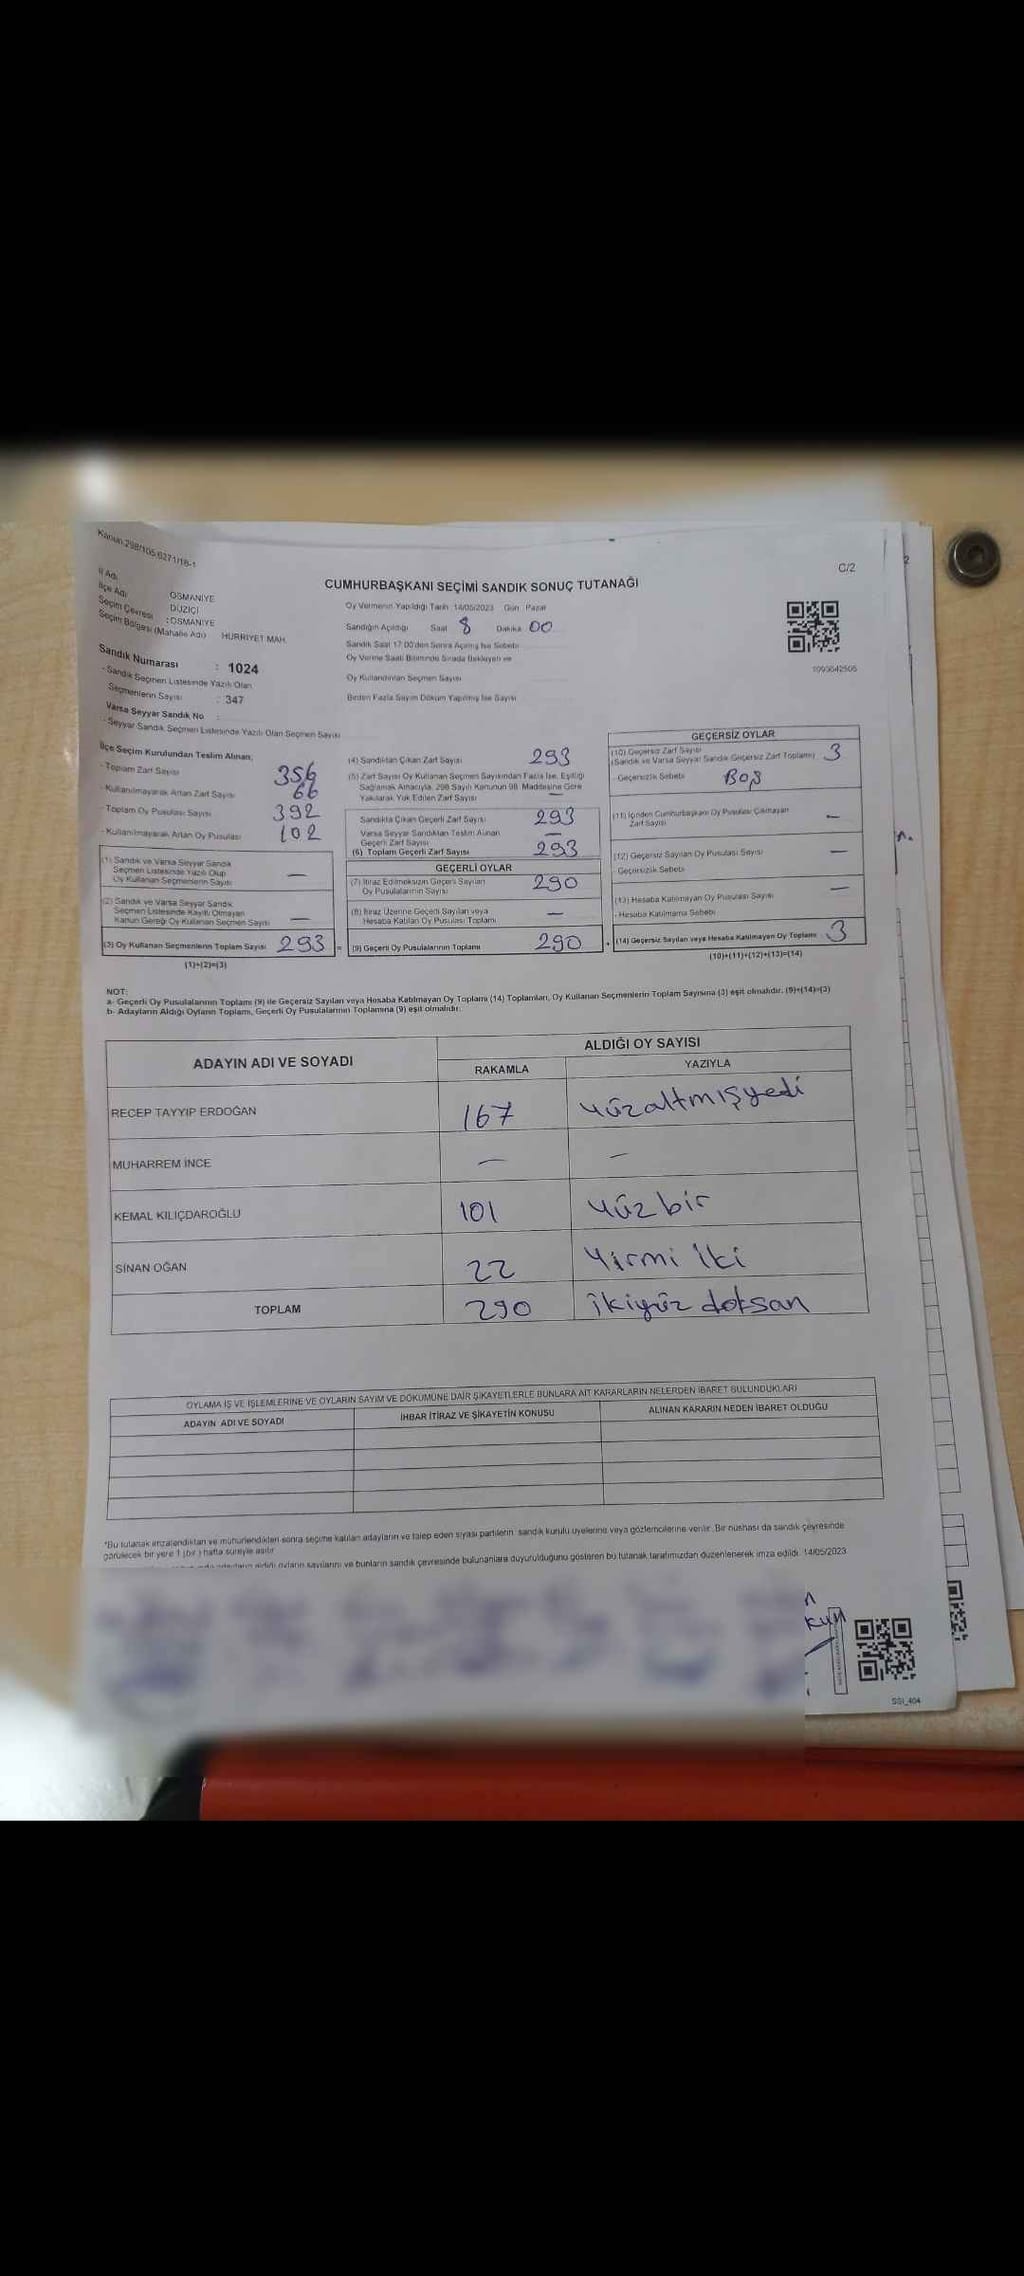 Kanun:298/105,6271/18-1
C/2
CUMHURBAŞKANI SEÇİMİ SANDIK SONUÇ TUTANAĞI
İl Adı
İlçe Adı OSMANİYE
Seçim Çevresi DÜZİÇİ
Seçim Bölgesi (Mahalle Adı) :OSMANİYE
HÜRRİYET MAH.
Sandık Numarası : 1024
- Sandık Seçmen Listesinde Yazılı Olan
Seçmenlerin Sayısı : 347
Varsa Seyyar Sandık No :
- Seyyar Sandık Seçmen Listesinde Yazılı Olan Seçmen Sayısı
Oy Vermenin Yapıldığı Tarih 14/05/2023 Gün Pazar
Sandığın Açıldığı Saat 8 Dakika 00
Sandık Saat 17:00'den Sonra Açılmış İse Sebebi
Oy Verme Saati Bitiminde Sırada Bekleyen ve
Oy Kullandırılan Seçmen Sayısı
Birden Fazla Sayım Döküm Yapılmış İse Sayısı
1093642505
İlçe Seçim Kurulundan Teslim Alınan;
- Toplam Zarf Sayısı 356
- Kullanılmayarak Artan Zarf Sayısı 66
- Toplam Oy Pusulası Sayısı 392
- Kullanılmayarak Artan Oy Pusulası 102
(1) Sandık ve Varsa Seyyar Sandık
Seçmen Listesinde Yazılı Olup
Oy Kullanan Seçmenlerin Sayısı —
(2) Sandık ve Varsa Seyyar Sandık
Seçmen Listesinde Kayıtlı Olmayan
Kanun Gereği Oy Kullanan Seçmen Sayısı —
(3) Oy Kullanan Seçmenlerin Toplam Sayısı 293 =
(1)+(2)=(3)
(4) Sandıktan Çıkan Zarf Sayısı 293
(5) Zarf Sayısı Oy Kullanan Seçmen Sayısından Fazla İse, Eşitliği
Sağlamak Amacıyla, 298 Sayılı Kanunun 98. Maddesine Göre
Yakılarak Yok Edilen Zarf Sayısı —
Sandıkta Çıkan Geçerli Zarf Sayısı 293
Varsa Seyyar Sandıktan Teslim Alınan
Geçerli Zarf Sayısı —
(6) Toplam Geçerli Zarf Sayısı 293
GEÇERLİ OYLAR
(7) İtiraz Edilmeksizin Geçerli Sayılan
Oy Pusulalarının Sayısı 290
(8) İtiraz Üzerine Geçerli Sayılan veya
Hesaba Katılan Oy Pusulası Toplamı —
(9) Geçerli Oy Pusulalarının Toplamı 290 +
GEÇERSİZ OYLAR
(10) Geçersiz Zarf Sayısı
(Sandık ve Varsa Seyyar Sandık Geçersiz Zarf Toplamı) 3
- Geçersizlik Sebebi BOŞ
(11) İçinden Cumhurbaşkanı Oy Pusulası Çıkmayan
Zarf Sayısı —
(12) Geçersiz Sayılan Oy Pusulası Sayısı —
Geçersizlik Sebebi
(13) Hesaba Katılmayan Oy Pusulası Sayısı —
- Hesaba Katılmama Sebebi
(14) Geçersiz Sayılan veya Hesaba Katılmayan Oy Toplamı 3
(10)+(11)+(12)+(13)=(14)
NOT:
a- Geçerli Oy Pusulalarının Toplamı (9) ile Geçersiz Sayılan veya Hesaba Katılmayan Oy Toplamı (14) Toplamları, Oy Kullanan Seçmenlerin Toplam Sayısına (3) eşit olmalıdır. (9)+(14)=(3)
b- Adayların Aldığı Oyların Toplamı, Geçerli Oy Pusulalarının Toplamına (9) eşit olmalıdır.
ADAYIN ADI VE SOYADI
ALDIĞI OY SAYISI
RAKAMLA YAZIYLA
RECEP TAYYIP ERDOĞAN 167 Yüzaltmışyedi
MUHARREM İNCE — —
KEMAL KILIÇDAROĞLU 101 Yüz bir
SİNAN OĞAN 22 Yirmi iki
TOPLAM 290 ikiyüz doksan
OYLAMA İŞ VE İŞLEMLERİNE VE OYLARIN SAYIM VE DÖKÜMÜNE DAİR ŞİKAYETLERLE BUNLARA AİT KARARLARIN NELERDEN İBARET BULUNDUKLARI
ADAYIN ADI VE SOYADI İHBAR İTİRAZ VE ŞİKAYETİN KONUSU ALINAN KARARIN NEDEN İBARET OLDUĞU
*Bu tutanak imzalandıktan ve mühürlendikten sonra seçime katılan adayların ve talep eden siyasi partilerin sandık kurulu üyelerine veya gözlemcilerine verilir. Bir nüshası da sandık çevresinde
görülecek bir yere 1 (bir) hafta süreyle asılır.
aldığı oyların sayılarını ve bunların sandık çevresinde bulunanlara duyurulduğunu gösteren bu tutanak tarafımızdan düzenlenerek imza edildi. 14/05/2023
SSI_404